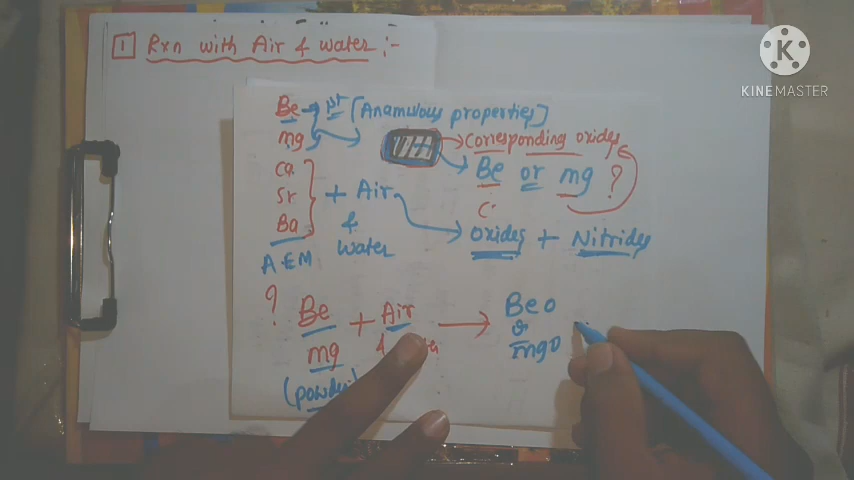 1 Rxn with Air & water :-
K
KINEMASTER
Be 1st [Anamulous properties]
mg Corresponding oxides
Ca Be or mg ?
Sr + Air C
Ba & Oxides + Nitrides
AEM water
? Be + Air → Beo
mg & or mgo
(powder)